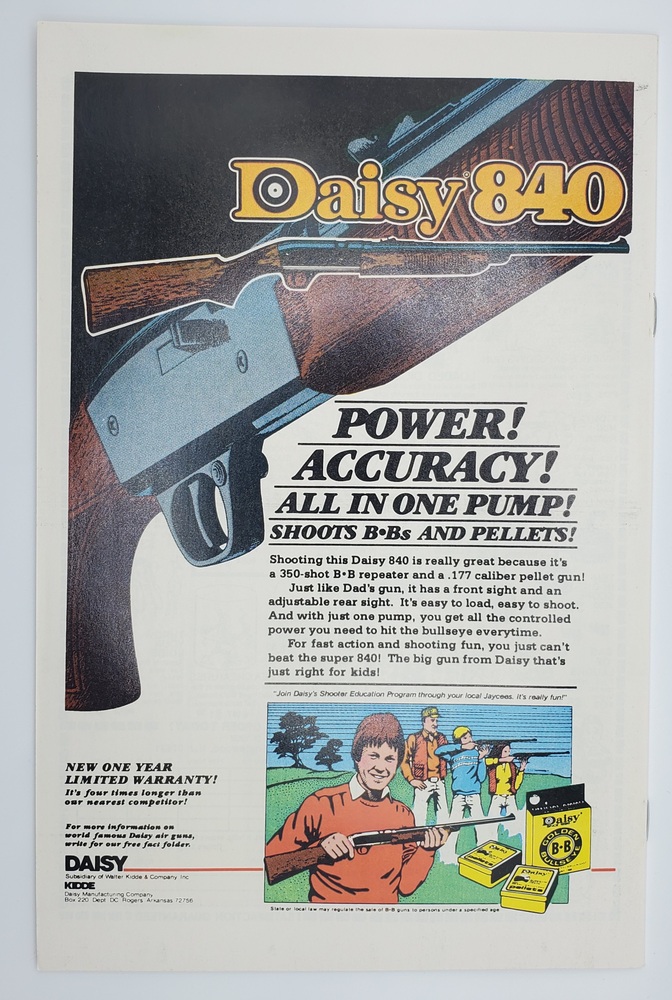 Daisy® 840
POWER!
ACCURACY!
ALL IN ONE PUMP!
SHOOTS B•Bs AND PELLETS!
Shooting this Daisy 840 is really great because it's
a 350-shot B•B repeater and a .177 caliber pellet gun!
Just like Dad's gun, it has a front sight and an
adjustable rear sight. It's easy to load, easy to shoot.
And with just one pump, you get all the controlled
power you need to hit the bullseye everytime.
For fast action and shooting fun, you just can't
beat the super 840! The big gun from Daisy that's
just right for kids!
"Join Daisy's Shooter Education Program through your local Jaycees. It's really fun!"
NEW ONE YEAR
LIMITED WARRANTY!
It's four times longer than
our nearest competitor!
For more information on
world famous Daisy air guns,
write for our free fact folder.
DAISY
Subsidiary of Walter Kidde & Company, Inc.
KIDDE
Daisy Manufacturing Company
Box 220 Dept. DC Rogers, Arkansas 72756
Daisy
GOLDEN
B•B
BULLSEYE
Daisy
Daisy
pellets
State or local law may regulate the sale of B-B guns to persons under a specified age